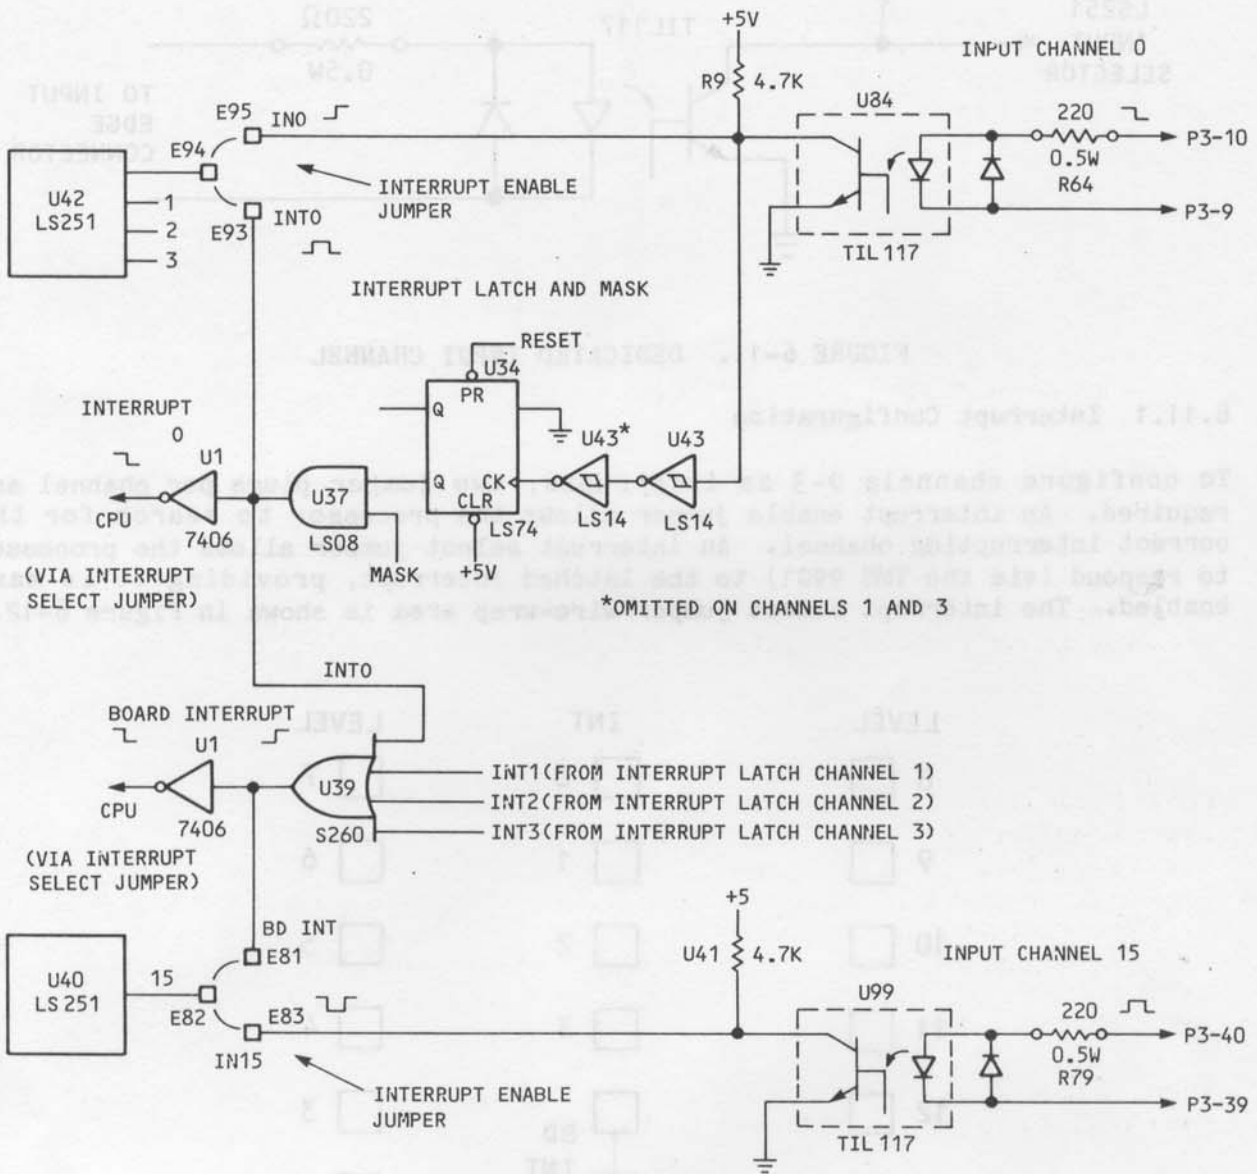 +5V
INPUT CHANNEL 0
R9 4.7K
U84
220
P3-10
0.5W
R64
P3-9
TIL117
E95 IN0
E94
U42
LS251
1
2
3
INTERRUPT ENABLE
JUMPER
INT0
E93
INTERRUPT LATCH AND MASK
RESET
U34
PR
Q
INTERRUPT
0
U1
CPU
7406
(VIA INTERRUPT
SELECT JUMPER)
U37
LS08
Q CK
CLR
LS74
MASK +5V
U43*
LS14
U43
LS14
*OMITTED ON CHANNELS 1 AND 3
INT0
BOARD INTERRUPT
U1
CPU
7406
(VIA INTERRUPT
SELECT JUMPER)
U39
S260
INT1(FROM INTERRUPT LATCH CHANNEL 1)
INT2(FROM INTERRUPT LATCH CHANNEL 2)
INT3(FROM INTERRUPT LATCH CHANNEL 3)
+5
U41 4.7K
INPUT CHANNEL 15
BD INT
E81
U40
LS251
15
E82
E83
IN15
INTERRUPT ENABLE
JUMPER
U99
220
P3-40
0.5W
R79
P3-39
TIL117